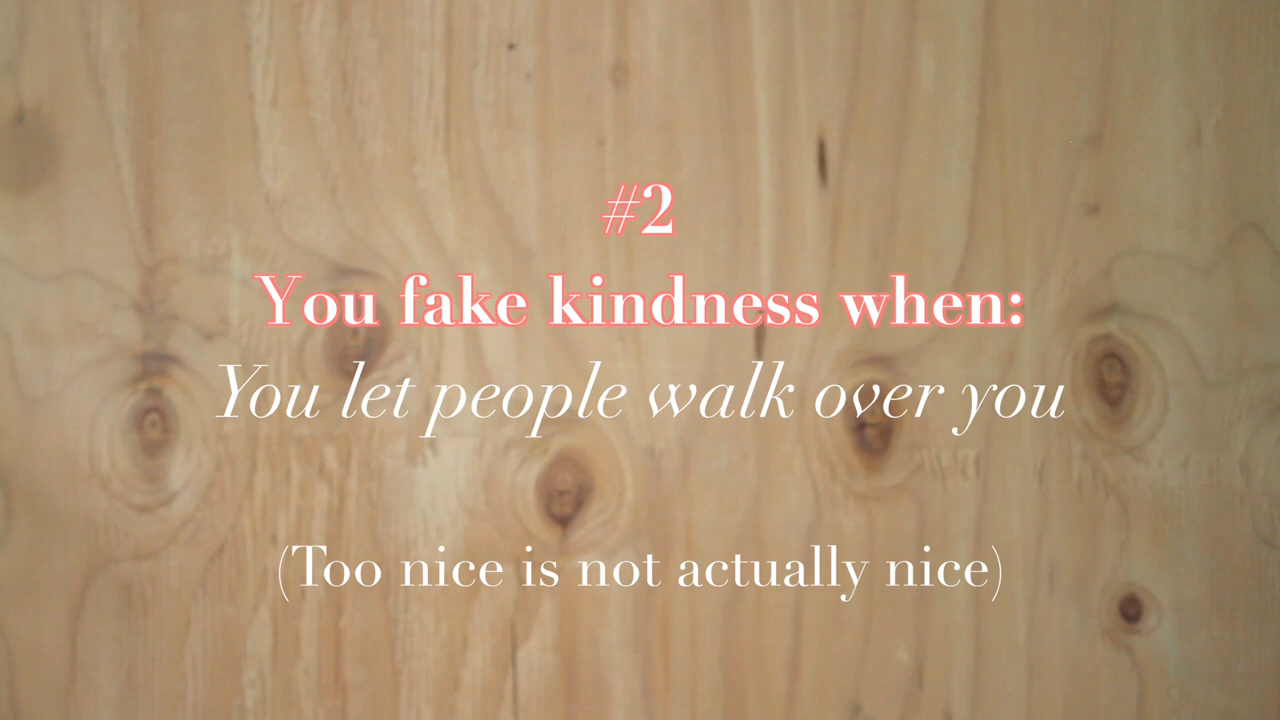 #2
You fake kindness when:
You let people walk over you
(Too nice is not actually nice)